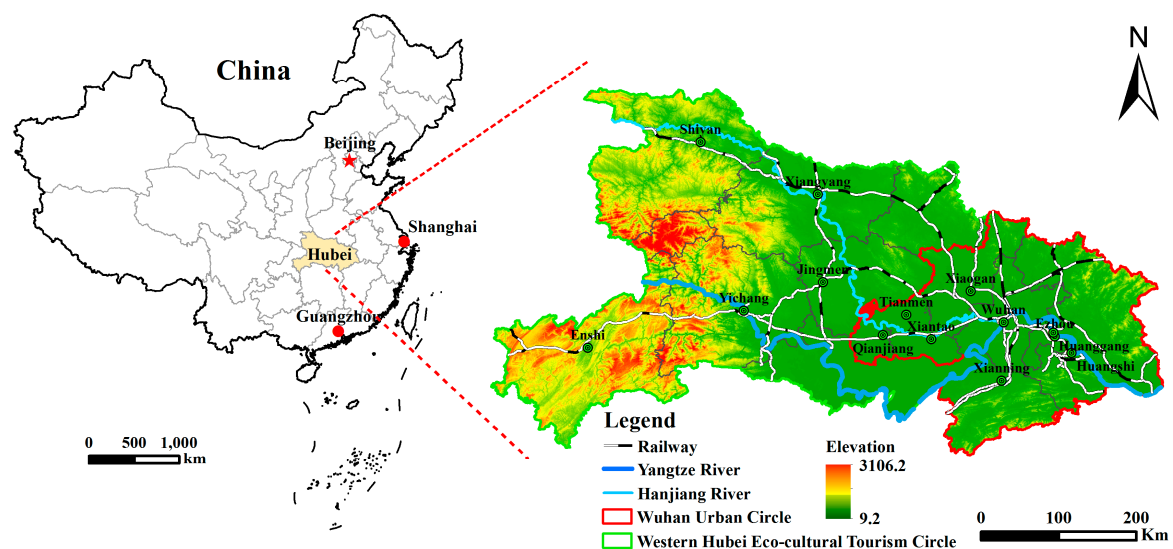 China
Beijing
Shanghai
Hubei
Guangzhou
0 500 1,000
km
N
Shiyan
Xiangyang
Jingmen
Xiaogan
Tianmen
Yichang
Wuhan
Ezhou
Enshi
Xiantao
Qianjiang
Huanggang
Huangshi
Xianning
Legend
Railway
Yangtze River
Hanjiang River
Wuhan Urban Circle
Western Hubei Eco-cultural Tourism Circle
Elevation
3106.2
9.2
0 100 200
Km